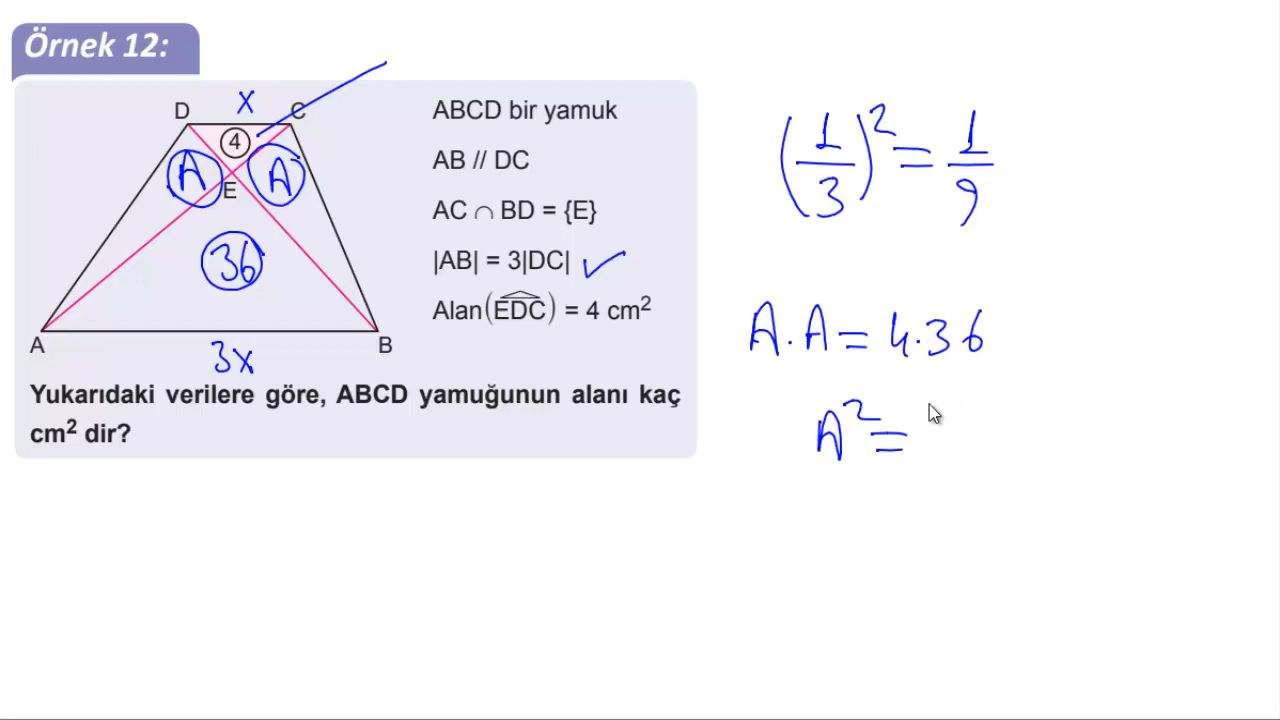 Örnek 12:
D x C
4
A A
E
36
A B
3x
ABCD bir yamuk
AB // DC
AC ∩ BD = {E}
|AB| = 3|DC| ✓
Alan(EDC) = 4 cm²
Yukarıdaki verilere göre, ABCD yamuğunun alanı kaç
cm² dir?
(1/3)² = 1/9
A.A = 4.36
A² =